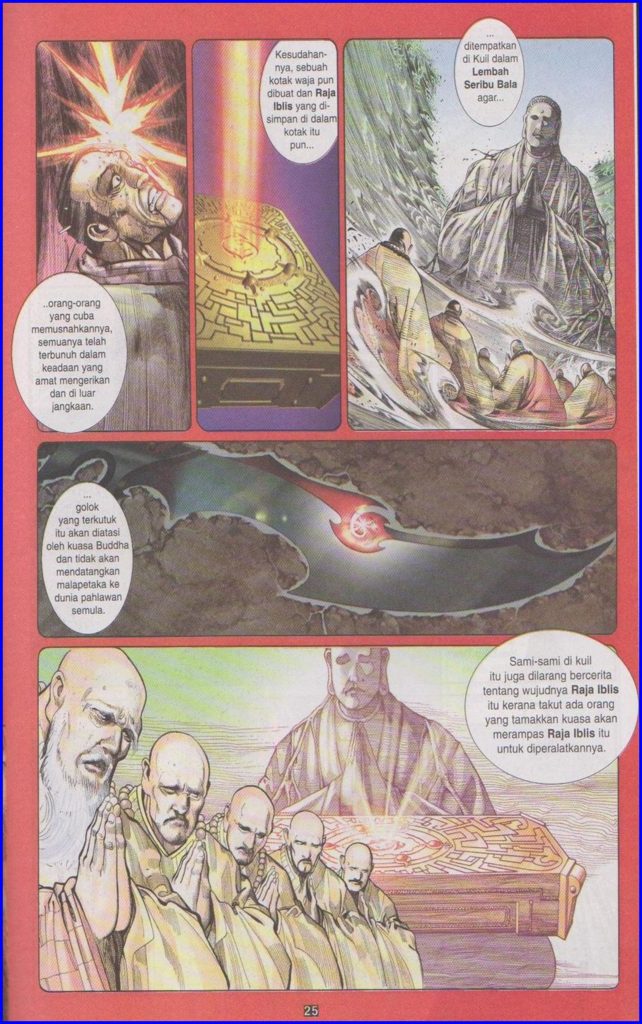 ..orang-orang
yang cuba
memusnahkannya,
semuanya telah
terbunuh dalam
keadaan yang
amat mengerikan
dan di luar
jangkaan.
Kesudahan-
nya, sebuah
kotak waja pun
dibuat dan Raja
Iblis yang di-
simpan di dalam
kotak itu
pun...
...
ditempatkan
di Kuil dalam
Lembah
Seribu Bala
agar...
...
golok
yang terkutuk
itu akan diatasi
oleh kuasa Buddha
dan tidak akan
mendatangkan
malapetaka ke
dunia pahlawan
semula.
Sami-sami di kuil
itu juga dilarang bercerita
tentang wujudnya Raja Iblis
itu kerana takut ada orang
yang tamakkan kuasa akan
merampas Raja Iblis itu
untuk diperalatkannya.
25